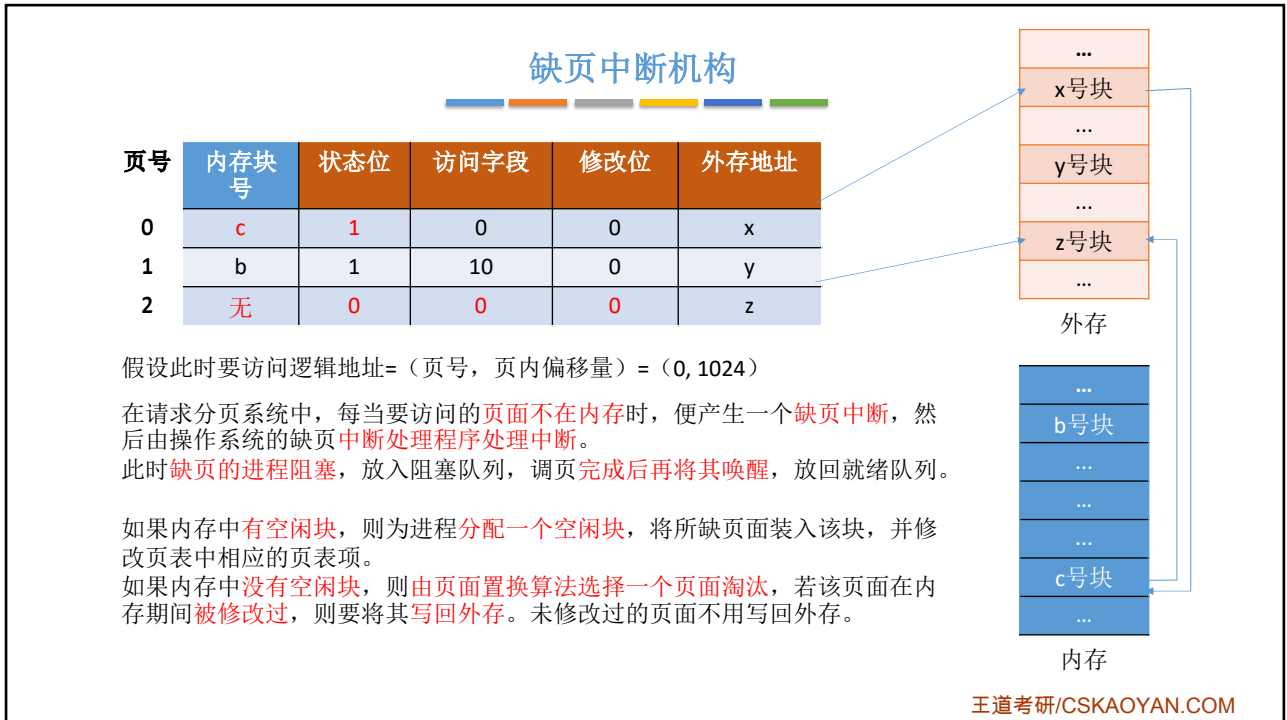 缺页中断机构
页号 内存块号 状态位 访问字段 修改位 外存地址
0 c 1 0 0 x
1 b 1 10 0 y
2 无 0 0 0 z
假设此时要访问逻辑地址=（页号，页内偏移量）=（0, 1024）
在请求分页系统中，每当要访问的页面不在内存时，便产生一个缺页中断，然
后由操作系统的缺页中断处理程序处理中断。
此时缺页的进程阻塞，放入阻塞队列，调页完成后再将其唤醒，放回就绪队列。
如果内存中有空闲块，则为进程分配一个空闲块，将所缺页面装入该块，并修
改页表中相应的页表项。
如果内存中没有空闲块，则由页面置换算法选择一个页面淘汰，若该页面在内
存期间被修改过，则要将其写回外存。未修改过的页面不用写回外存。
...
x号块
...
y号块
...
z号块
...
外存
...
b号块
...
...
...
c号块
...
内存
王道考研/CSKAOYAN.COM